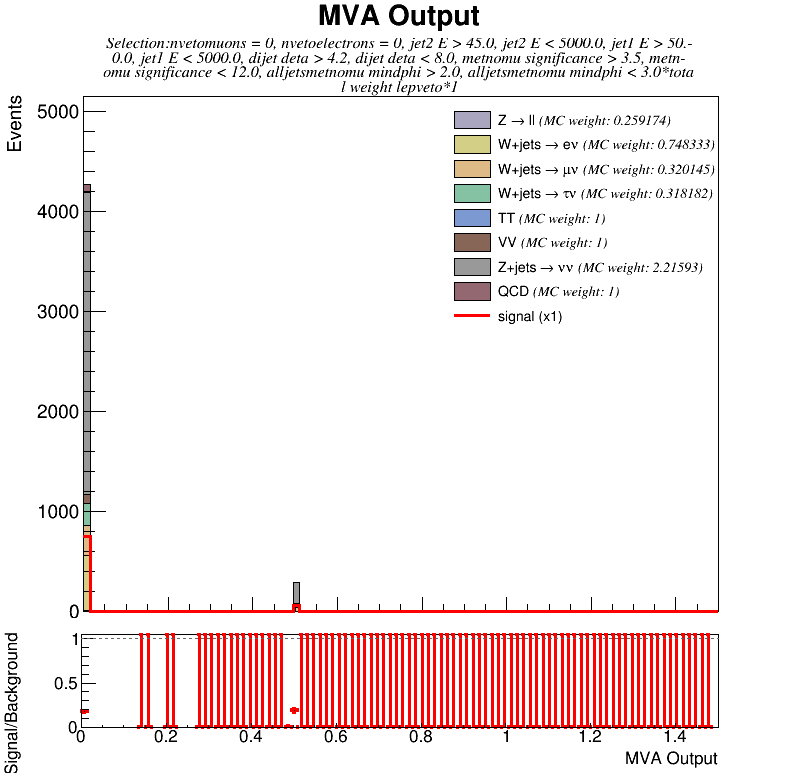 MVA Output
Selection:nvetomuons = 0, nvetoelectrons = 0, jet2 E > 45.0, jet2 E < 5000.0, jet1 E > 50.-
0.0, jet1 E < 5000.0, dijet deta > 4.2, dijet deta < 8.0, metnomu significance > 3.5, metn-
omu significance < 12.0, alljetsmetnomu mindphi > 2.0, alljetsmetnomu mindphi < 3.0*tota
l weight lepveto*1
Events
5000
4000
3000
2000
1000
0
Z → ll (MC weight: 0.259174)
W+jets → eν (MC weight: 0.748333)
W+jets → μν (MC weight: 0.320145)
W+jets → τν (MC weight: 0.318182)
TT (MC weight: 1)
VV (MC weight: 1)
Z+jets → νν (MC weight: 2.21593)
QCD (MC weight: 1)
signal (x1)
Signal/Background
1
0.5
0
0 0.2 0.4 0.6 0.8 1 1.2 1.4
MVA Output